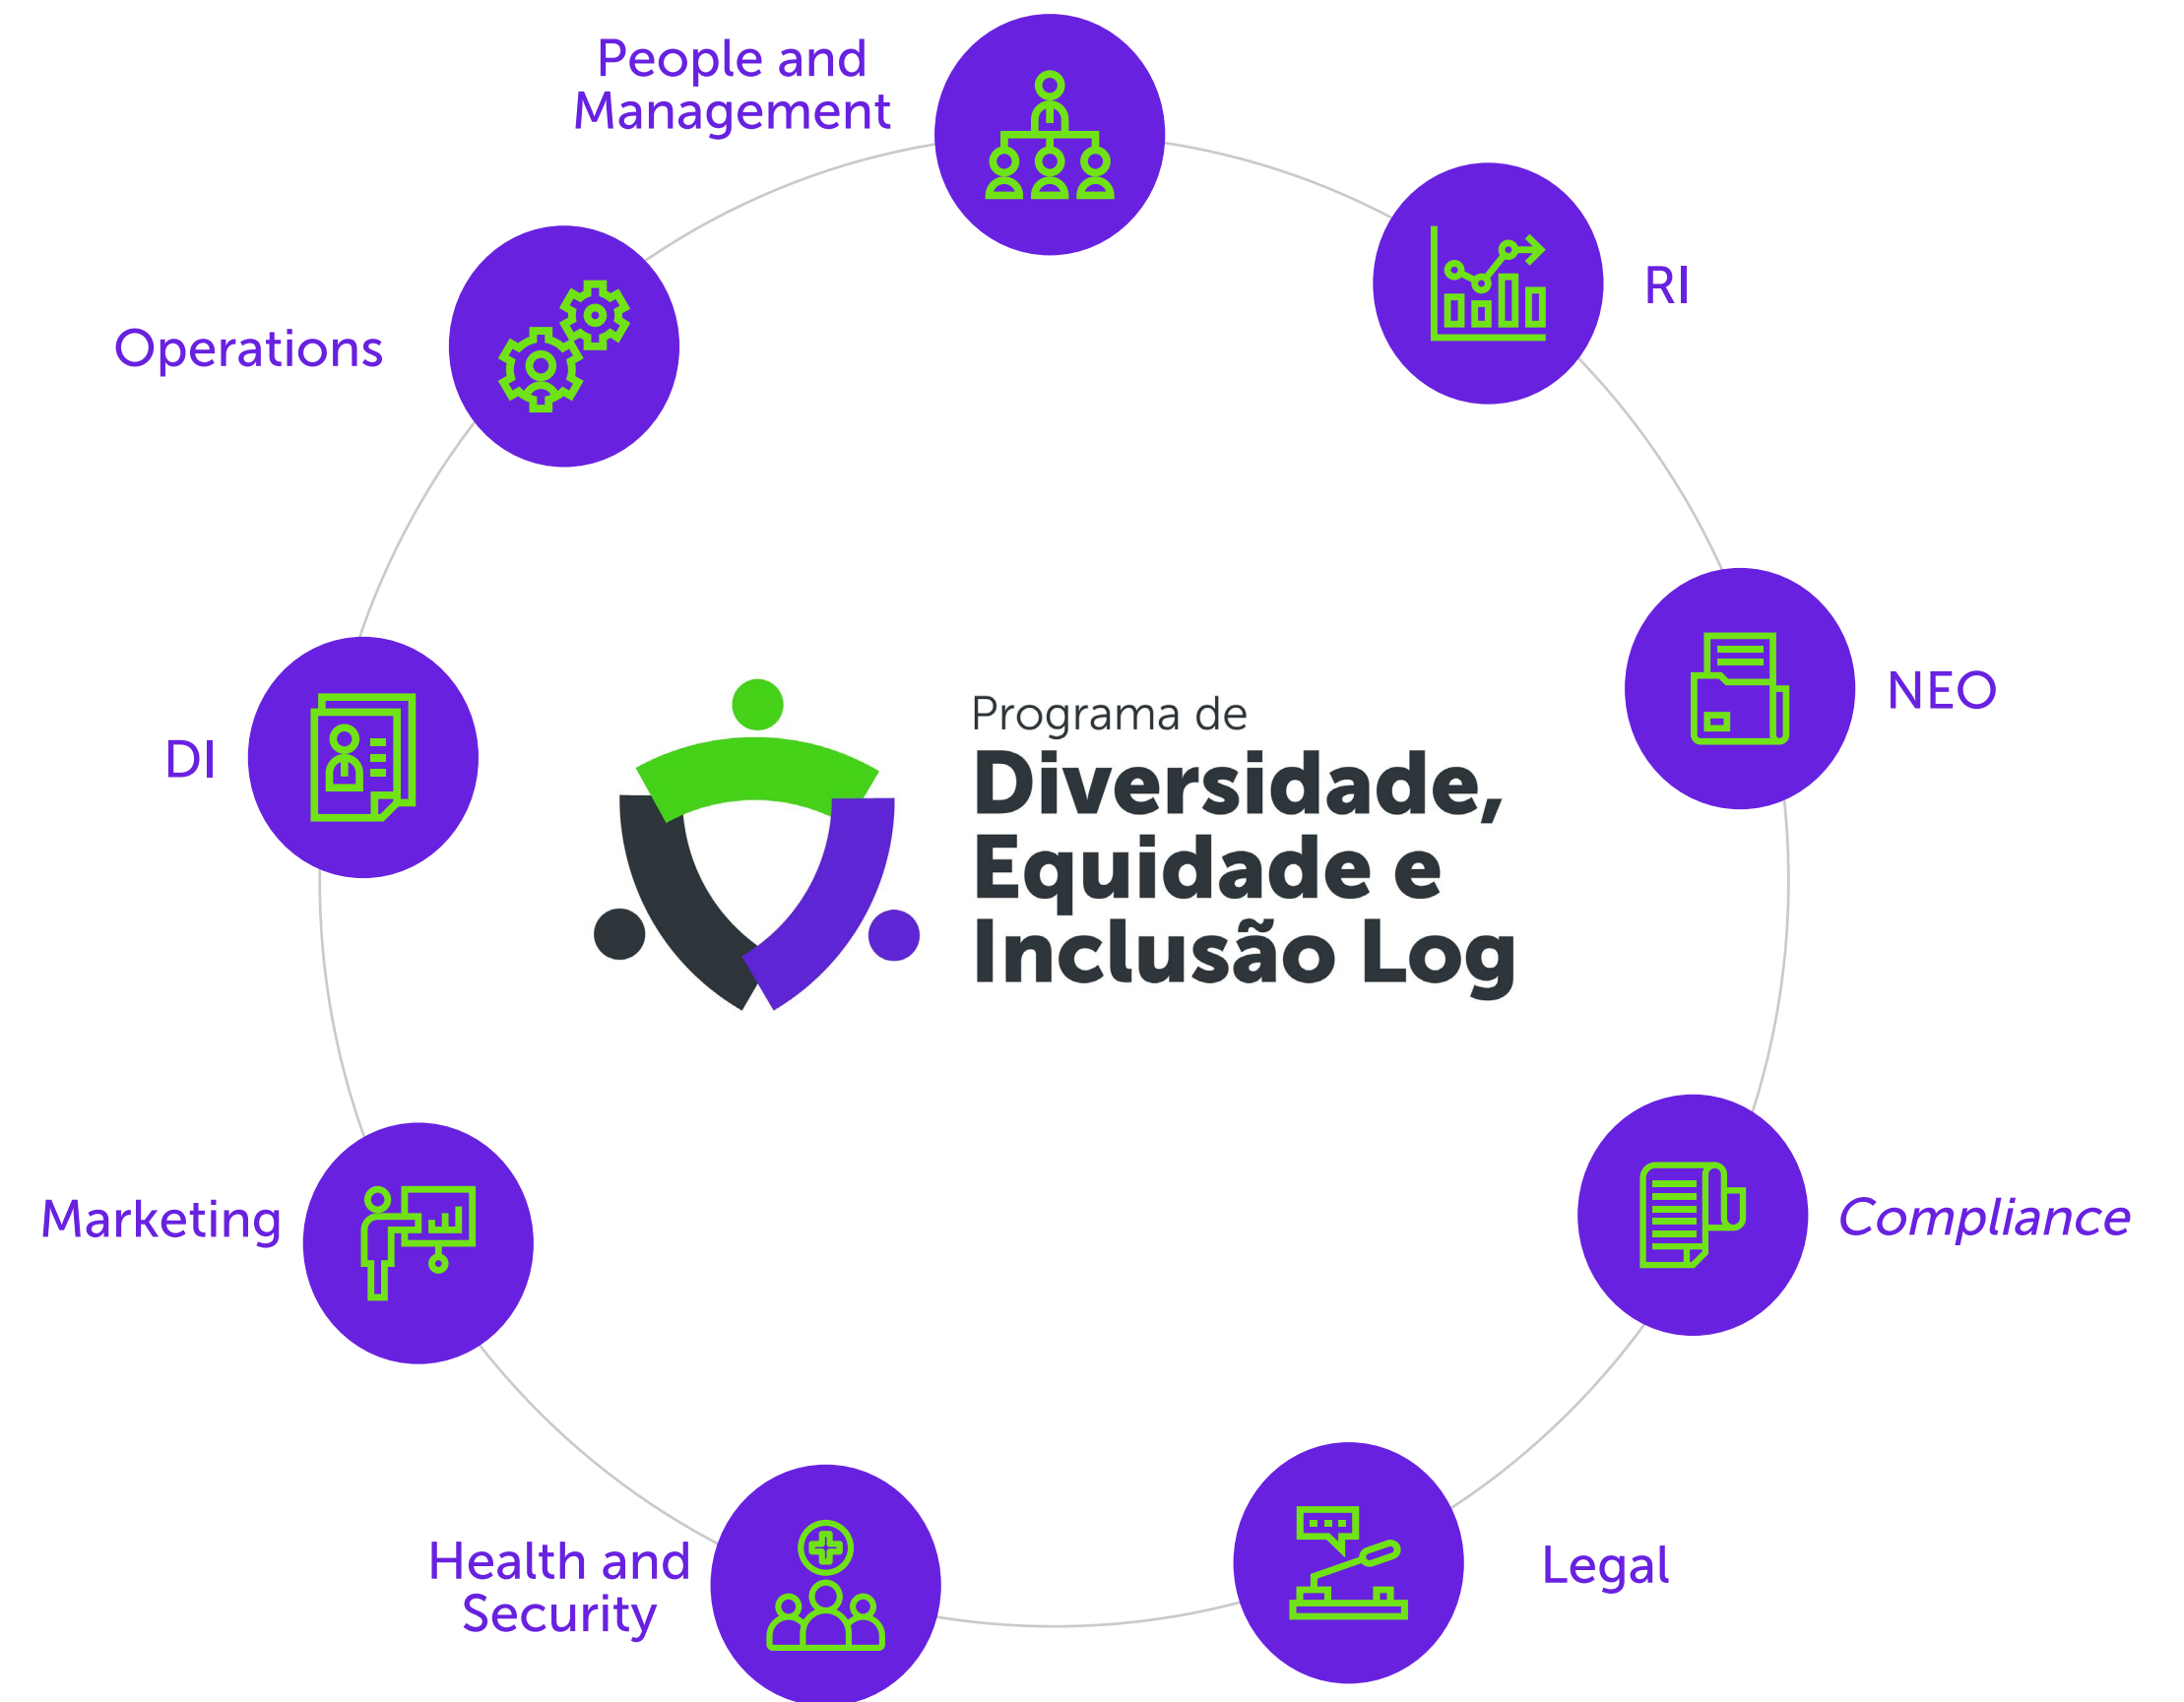 People and
Management
RI
Operations
NEO
DI
Programa de
Diversidade,
Equidade e
Inclusão Log
Marketing
Compliance
Health and
Security
Legal